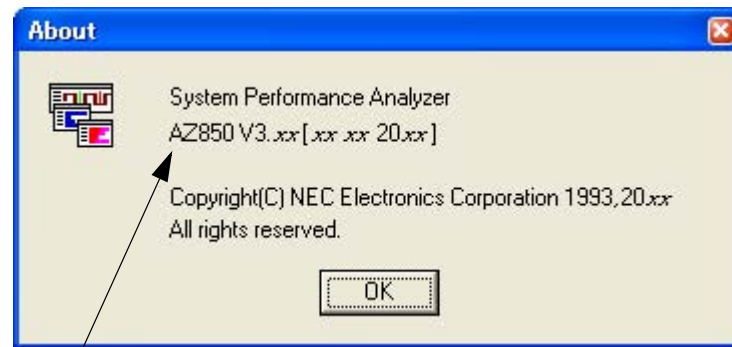 About
System Performance Analyzer
AZ850 V3.xx[xx xx 20xx]
Copyright(C) NEC Electronics Corporation 1993,20xx
All rights reserved.
OK